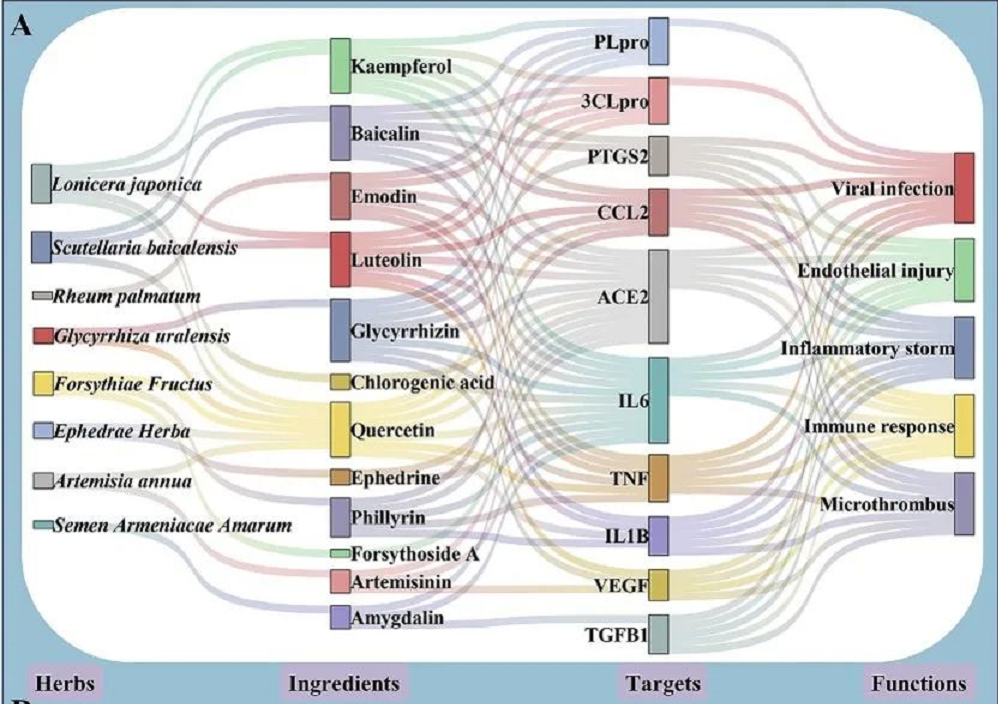 A
Lonicera japonica
Scutellaria baicalensis
Rheum palmatum
Glycyrrhiza uralensis
Forsythiae Fructus
Ephedrae Herba
Artemisia annua
Semen Armeniacae Amarum
Kaempferol
Baicalin
Emodin
Luteolin
Glycyrrhizin
Chlorogenic acid
Quercetin
Ephedrine
Phillyrin
Forsythoside A
Artemisinin
Amygdalin
PLpro
3CLpro
PTGS2
CCL2
ACE2
IL6
TNF
IL1B
VEGF
TGFB1
Viral infection
Endothelial injury
Inflammatory storm
Immune response
Microthrombus
Herbs
Ingredients
Targets
Functions